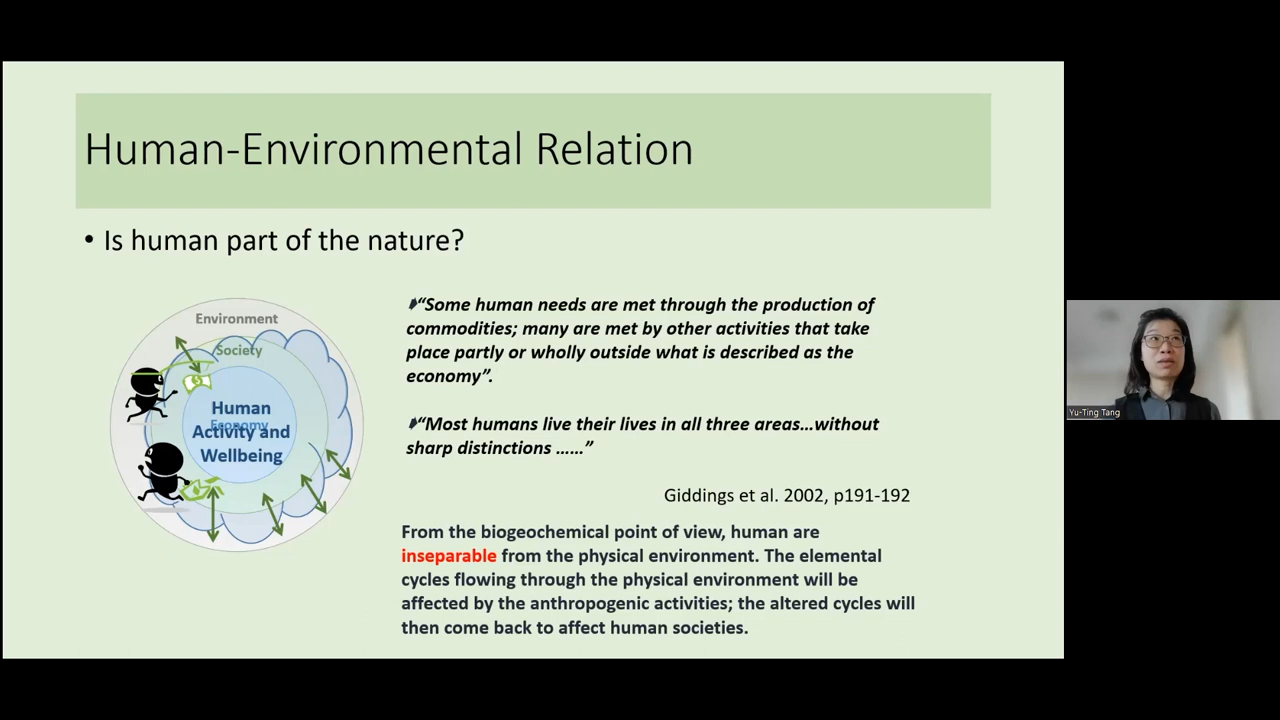 Human-Environmental Relation
• Is human part of the nature?
Environment
Society
Human
Economy
Activity and
Wellbeing
“Some human needs are met through the production of
commodities; many are met by other activities that take
place partly or wholly outside what is described as the
economy”.
“Most humans live their lives in all three areas…without
sharp distinctions ……”
Giddings et al. 2002, p191-192
From the biogeochemical point of view, human are
inseparable from the physical environment. The elemental
cycles flowing through the physical environment will be
affected by the anthropogenic activities; the altered cycles will
then come back to affect human societies.
Yu-Ting Tang